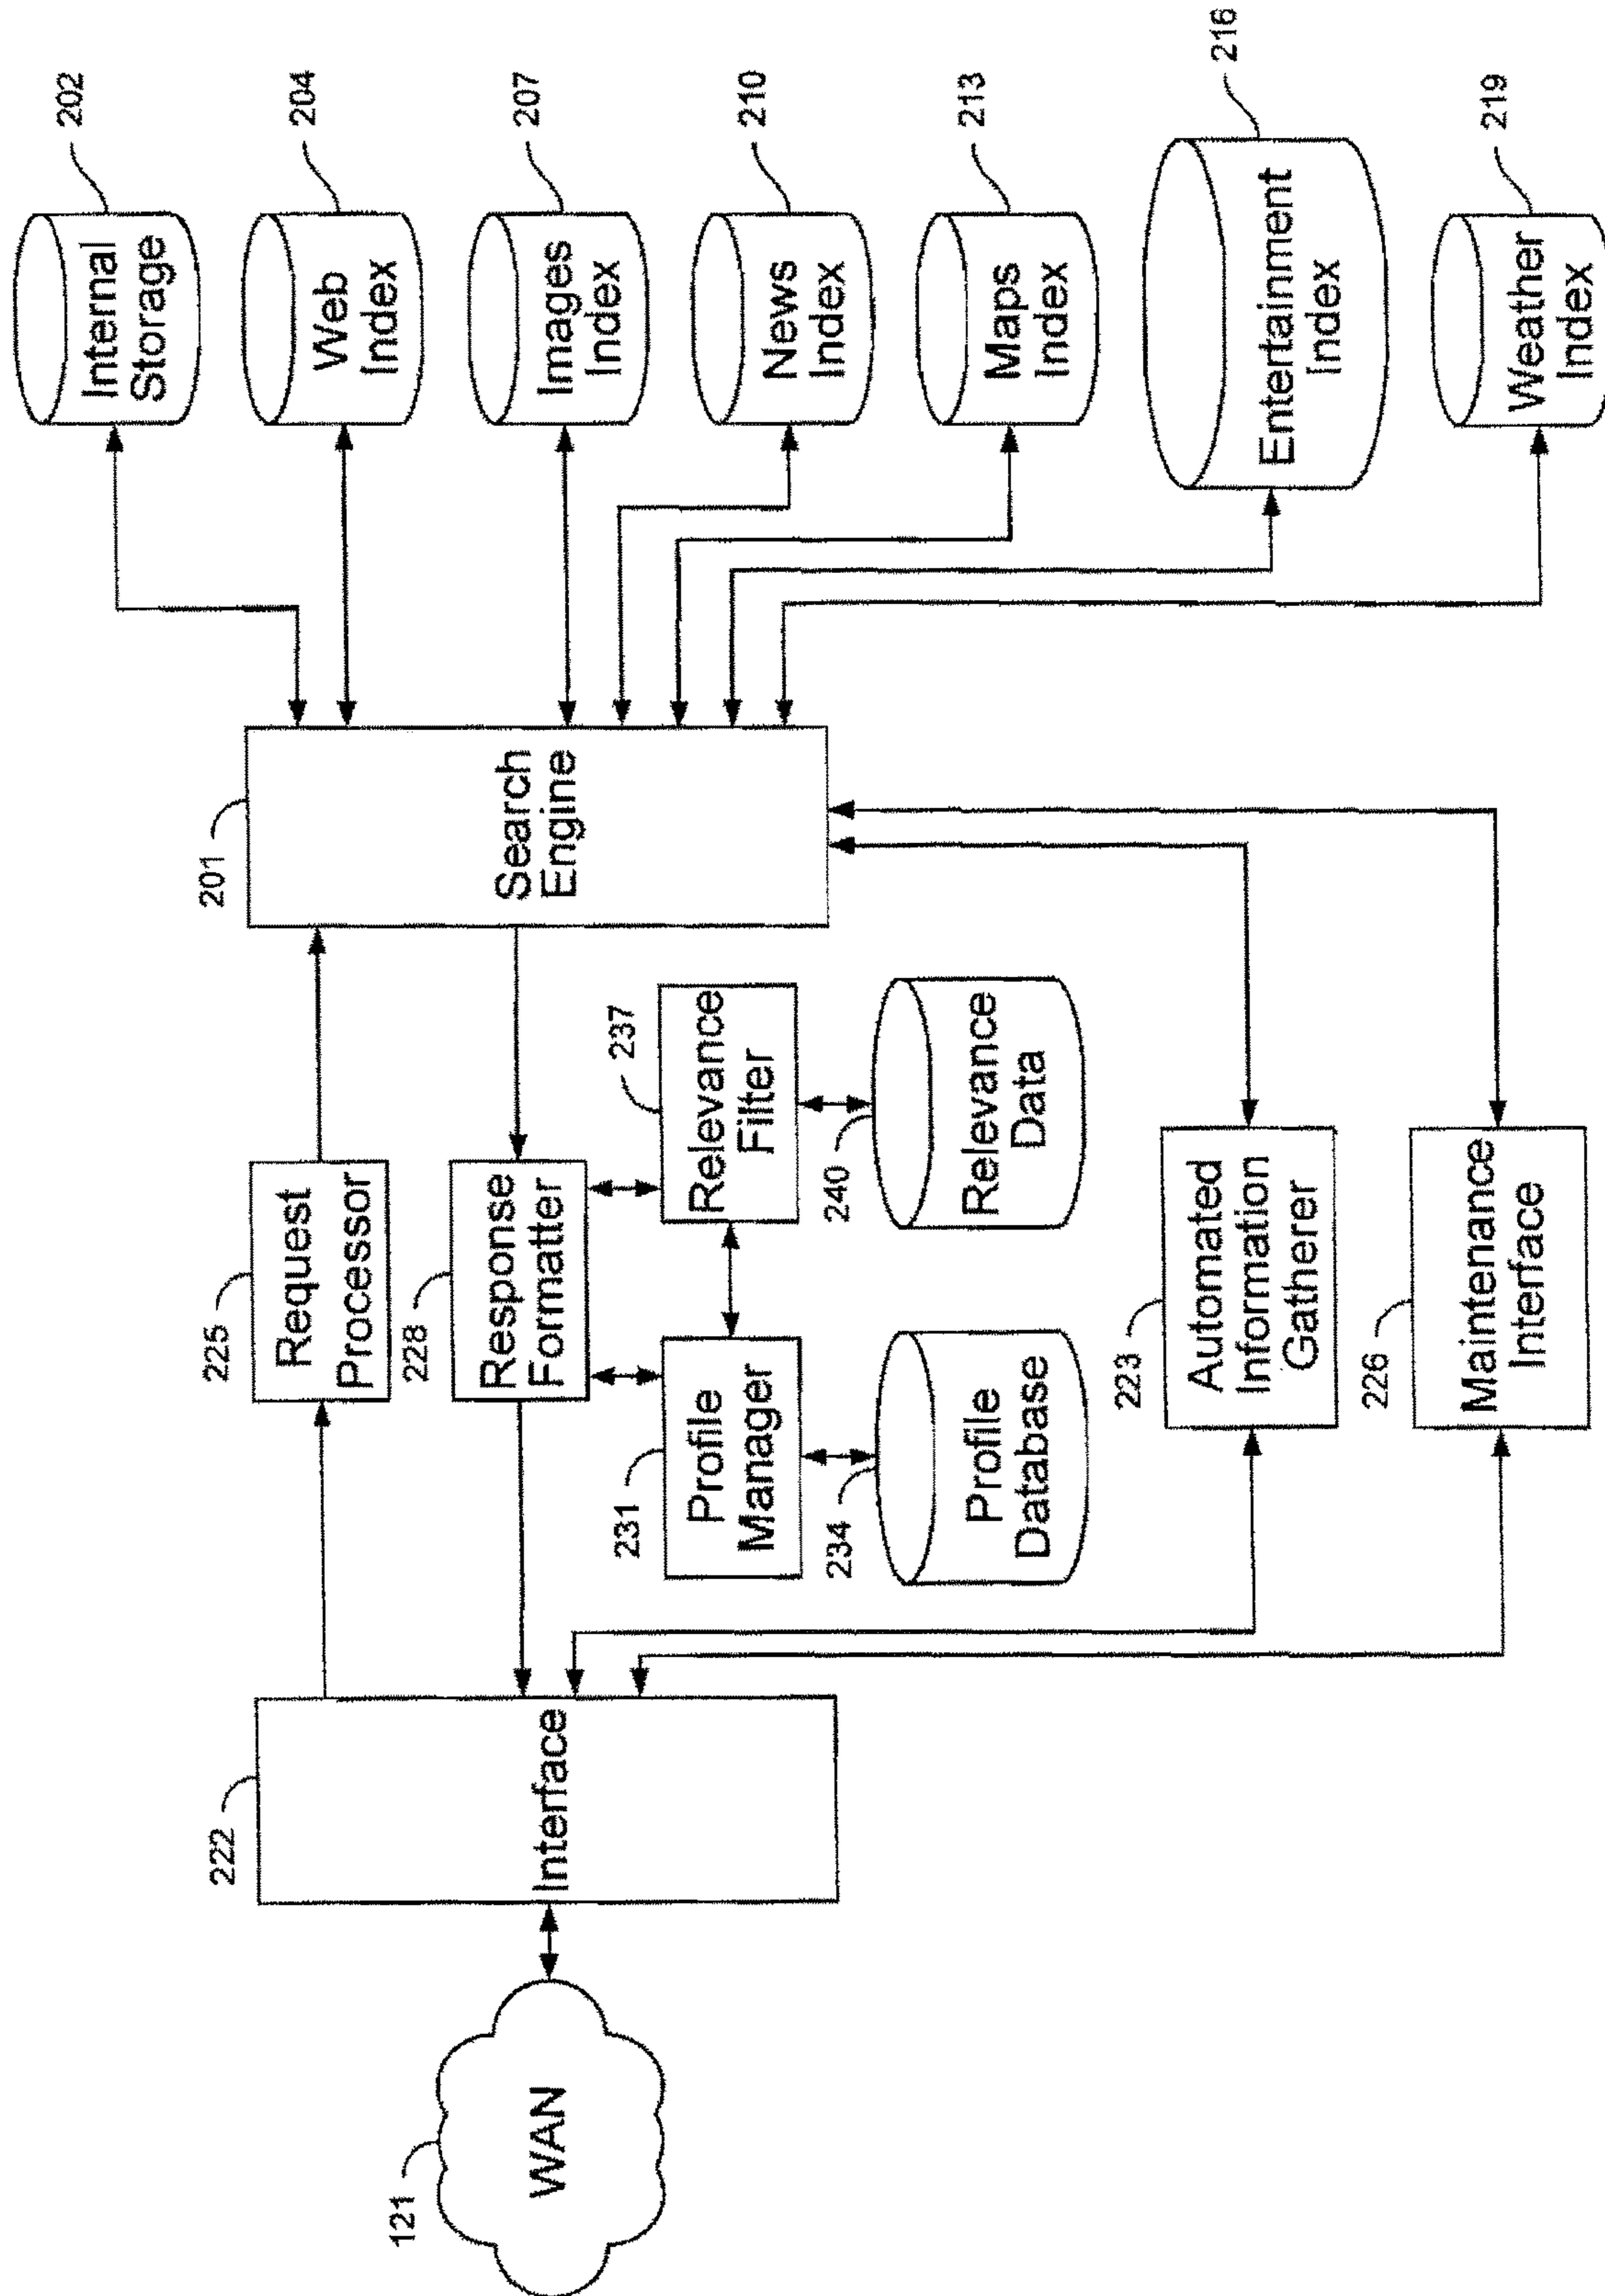 121
WAN
222
Interface
225
Request
Processor
228
Response
Formatter
231
Profile
Manager
237
Relevance
Filter
234
Profile
Database
240
Relevance
Data
223
Automated
Information
Gatherer
226
Maintenance
Interface
201
Search
Engine
Internal
Storage
202
Web
Index
204
Images
Index
207
News
Index
210
Maps
Index
213
Entertainment
Index
216
Weather
Index
219